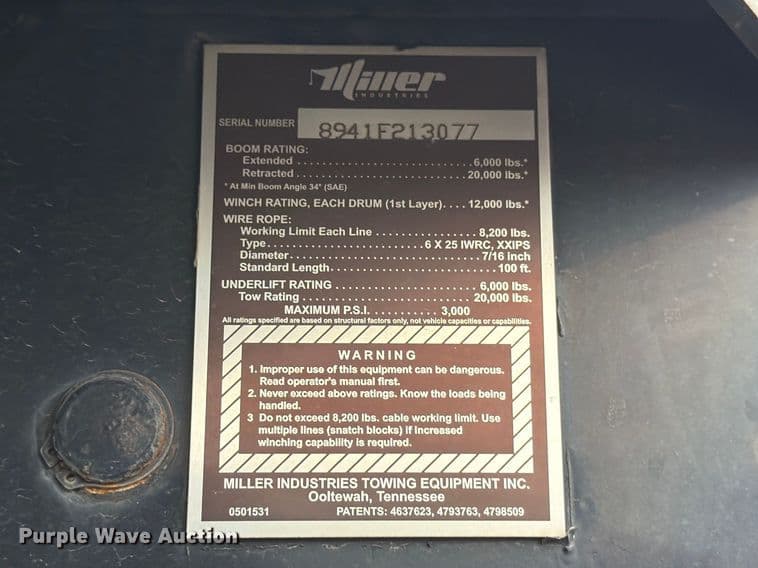 Miller
INDUSTRIES
SERIAL NUMBER 8941F213077
BOOM RATING:
Extended ........................... 6,000 lbs.*
Retracted .......................... 20,000 lbs.*
* At Min Boom Angle 34° (SAE)
WINCH RATING, EACH DRUM (1st Layer).... 12,000 lbs.*
WIRE ROPE:
Working Limit Each Line ................ 8,200 lbs.
Type......................... 6 X 25 IWRC, XXIPS
Diameter............................... 7/16 inch
Standard Length.......................... 100 ft.
UNDERLIFT RATING ...................... 6,000 lbs.
Tow Rating ........................... 20,000 lbs.
MAXIMUM P.S.I. ........... 3,000
All ratings specified are based on structural factors only, not vehicle capacities or capabilities.
WARNING
1. Improper use of this equipment can be dangerous.
Read operator's manual first.
2. Never exceed above ratings. Know the loads being
handled.
3 Do not exceed 8,200 lbs. cable working limit. Use
multiple lines (snatch blocks) if increased
winching capability is required.
MILLER INDUSTRIES TOWING EQUIPMENT INC.
Ooltewah, Tennessee
0501531 PATENTS: 4637623, 4793763, 4798509
Purple Wave Auction